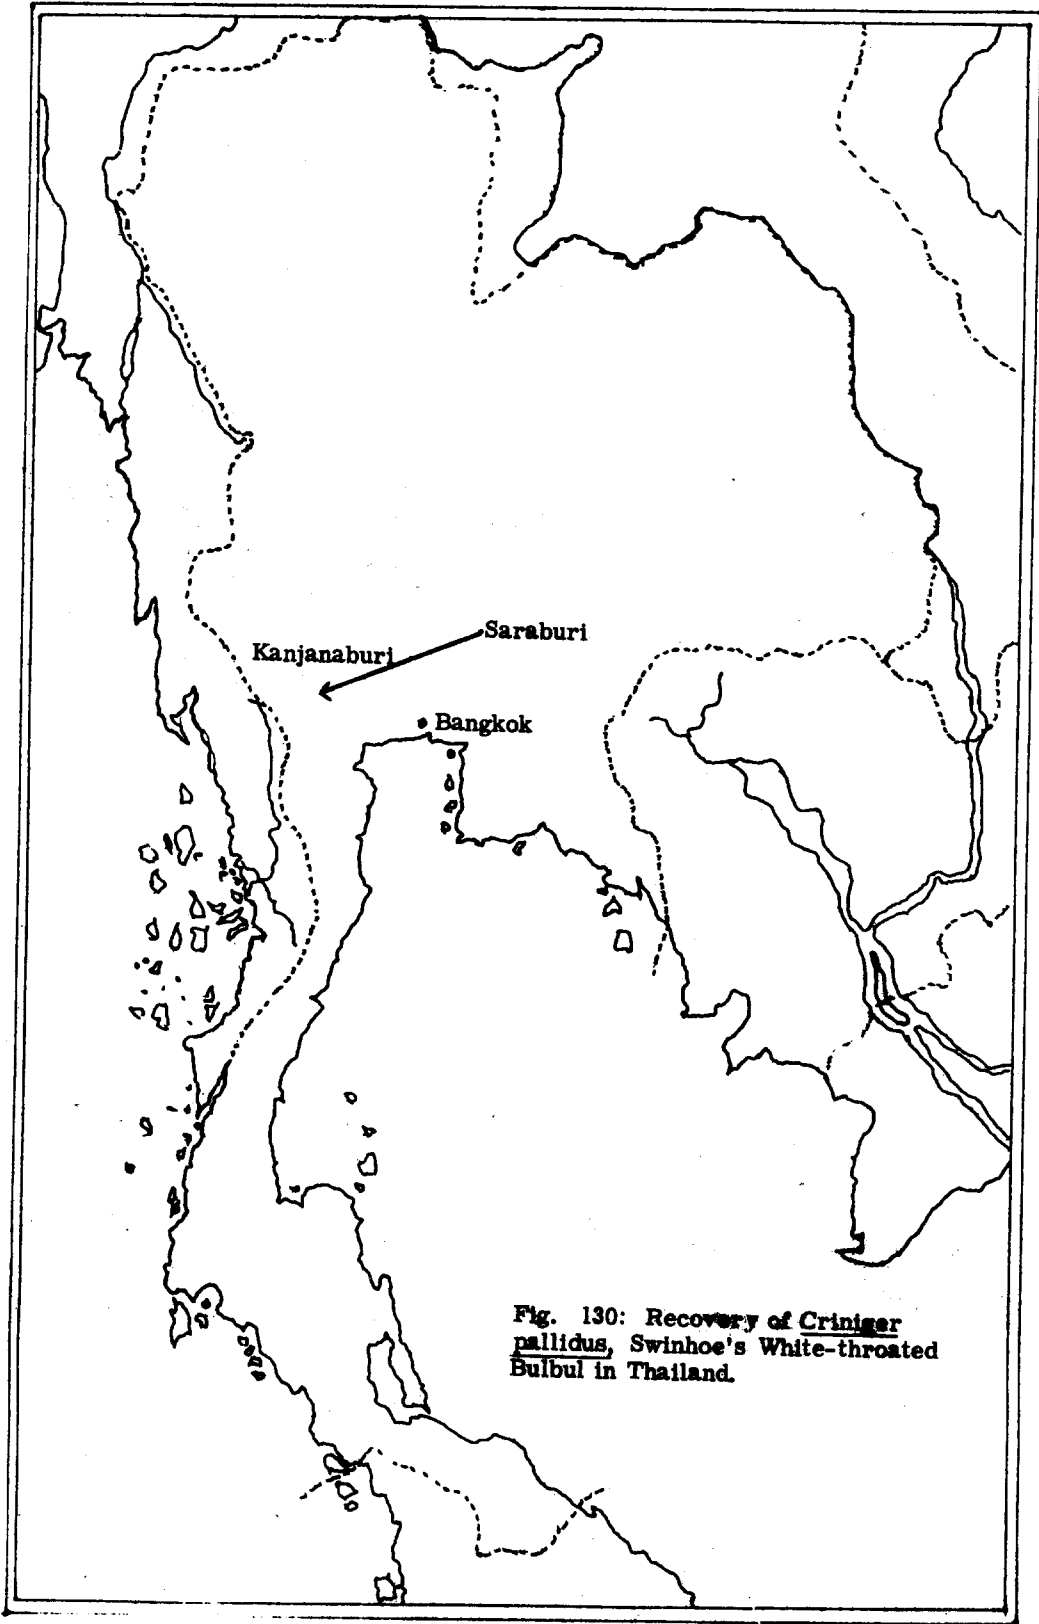 Saraburi
Kanjanaburi
Bangkok
Fig. 130: Recovery of Criniger
pallidus, Swinhoe's White-throated
Bulbul in Thailand.